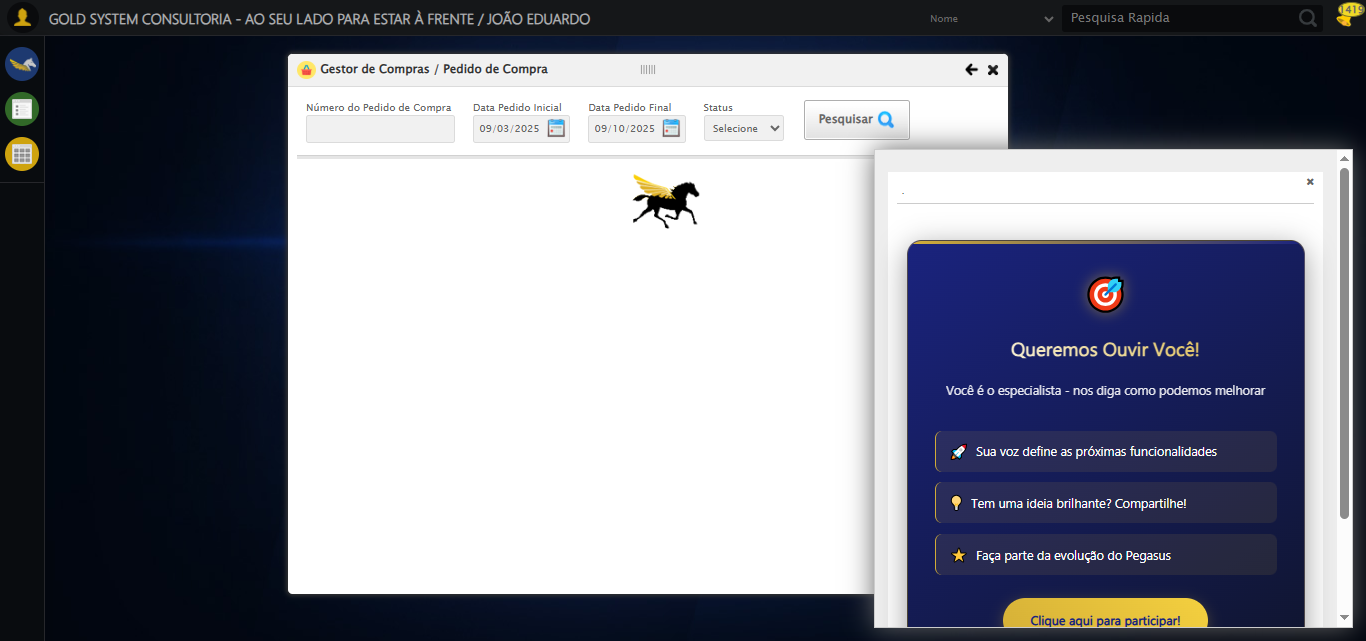 GOLD SYSTEM CONSULTORIA - AO SEU LADO PARA ESTAR À FRENTE / JOÃO EDUARDO
Nome
Pesquisa Rapida
1419
Gestor de Compras / Pedido de Compra
Número do Pedido de Compra
Data Pedido Inicial
Data Pedido Final
Status
09/03/2025
09/10/2025
Selecione
Pesquisar
.
Queremos Ouvir Você!
Você é o especialista - nos diga como podemos melhorar
Sua voz define as próximas funcionalidades
Tem uma ideia brilhante? Compartilhe!
Faça parte da evolução do Pegasus
Clique aqui para participar!